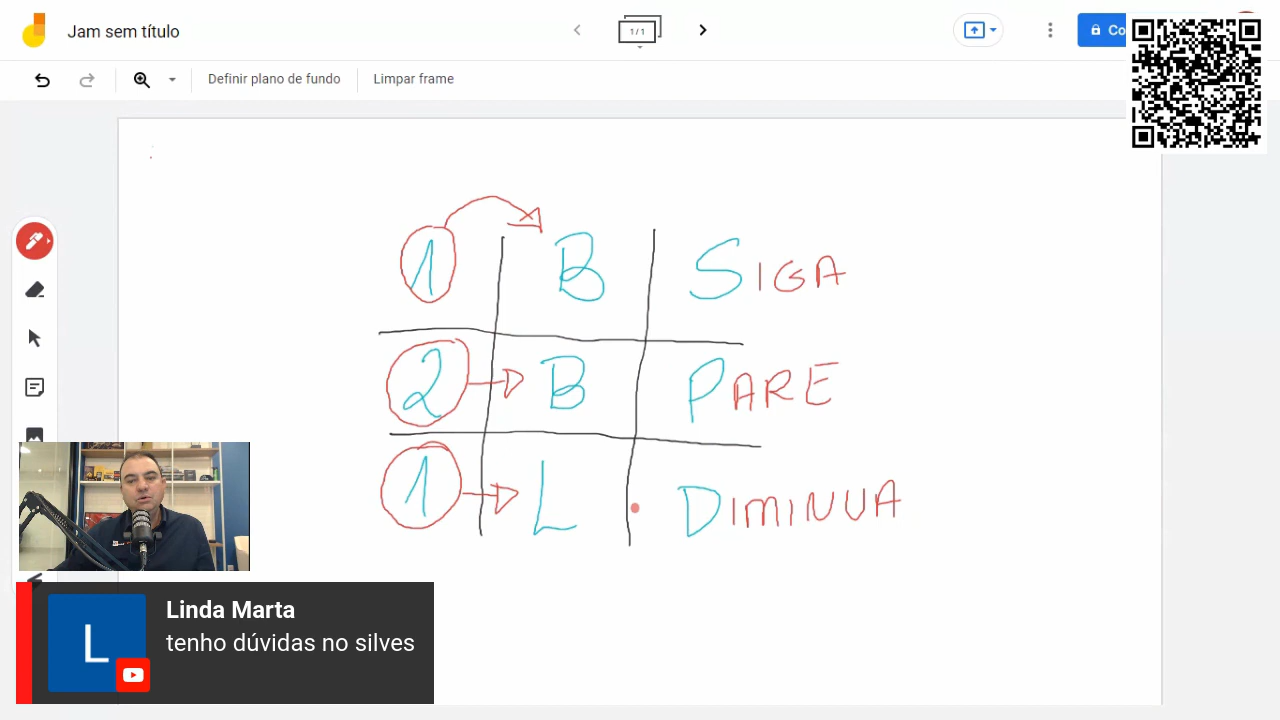 Jam sem título
1/1
Co
Definir plano de fundo
Limpar frame
1 B SIGA
2 B PARE
1 L DIMINUA
L
Linda Marta
tenho dúvidas no silves